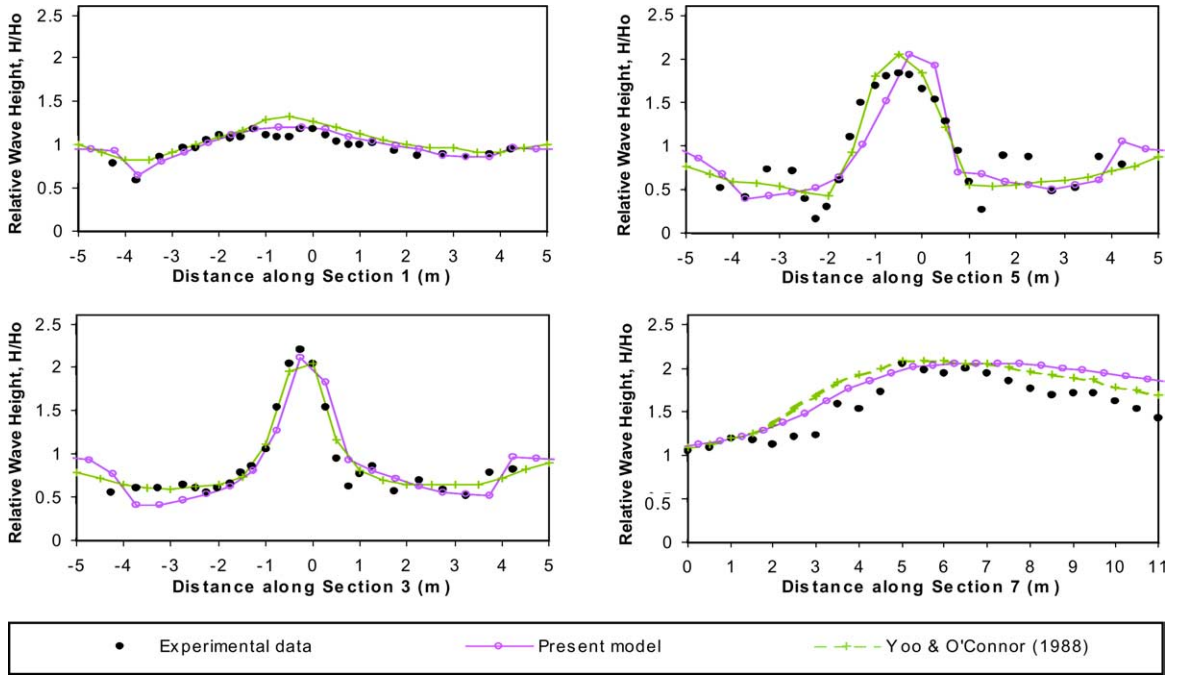 Relative Wave Height, H/Ho
2.5
2
1.5
1
0.5
0
-5 -4 -3 -2 -1 0 1 2 3 4 5
Distance along Section 1 (m)
Relative Wave Height, H/Ho
2.5
2
1.5
1
0.5
0
-5 -4 -3 -2 -1 0 1 2 3 4 5
Distance along Section 5 (m)
Relative Wave Height, H/Ho
2.5
2
1.5
1
0.5
0
-5 -4 -3 -2 -1 0 1 2 3 4 5
Distance along Section 3 (m)
Relative Wave Height, H/Ho
2.5
2
1.5
1
0.5
0
0 1 2 3 4 5 6 7 8 9 10 11
Distance along Section 7 (m)
Experimental data Present model Yoo & O'Connor (1988)